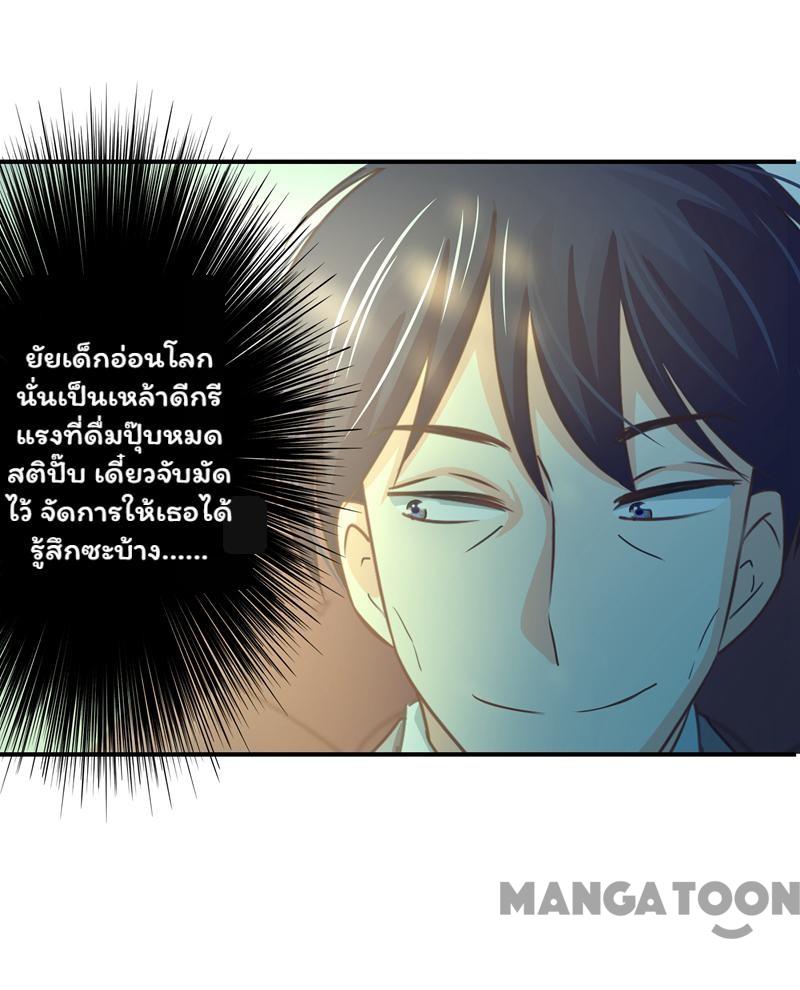 ยัยเด็กอ่อนโลก
นั่นเป็นเหล้าดีกรี
แรงที่ดื่มปุ๊บหมด
สติปั๊บ เดี๋ยวจับมัด
ไว้ จัดการให้เธอได้
รู้สึกซะบ้าง......
MANGATOON